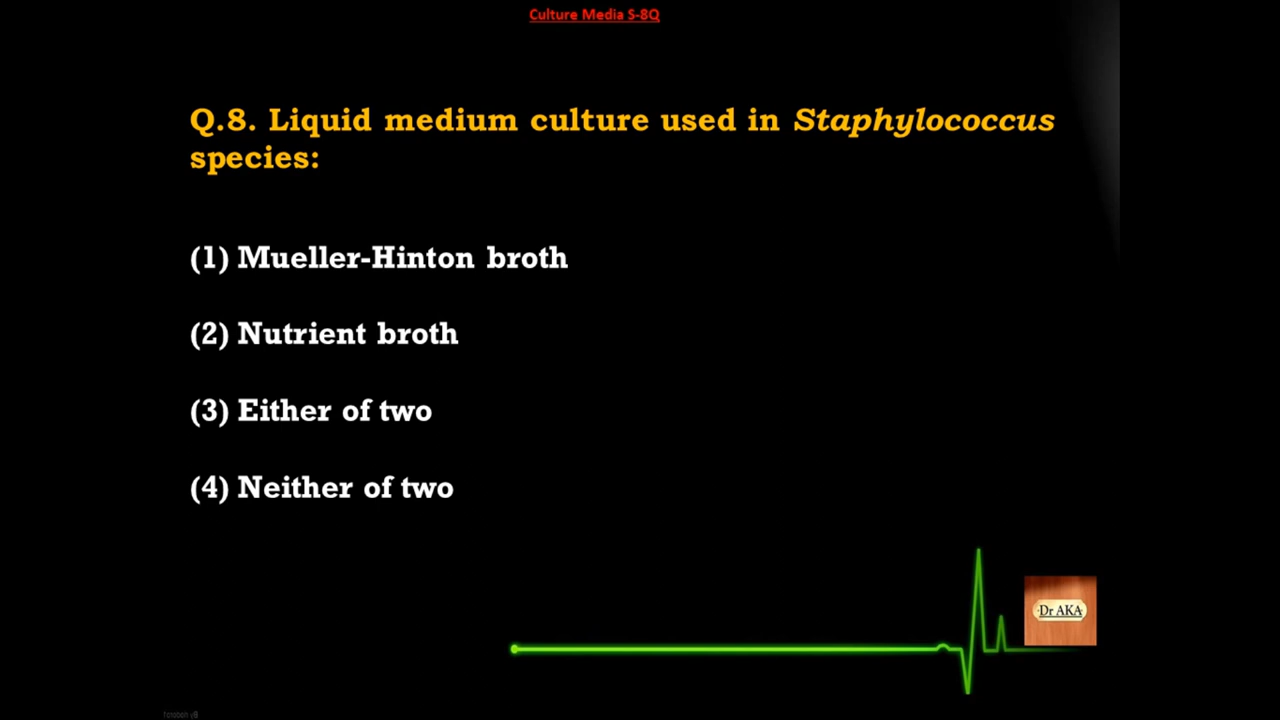 Culture Media S-8Q
Q.8. Liquid medium culture used in Staphylococcus
species:
(1) Mueller-Hinton broth
(2) Nutrient broth
(3) Either of two
(4) Neither of two
Dr AKA